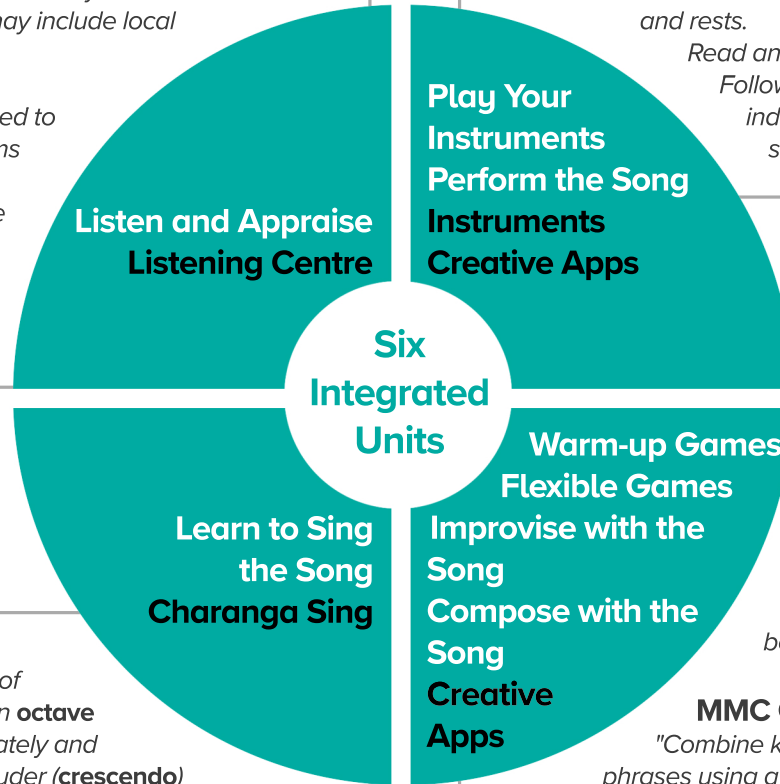 may include local
ed to
Listen and Appraise
Listening Centre
and rests.
Read an
Follow
ind
Play Your
Instruments
Perform the Song
Instruments
Creative Apps
Six
Integrated
Units
Learn to Sing
the Song
Charanga Sing
Warm-up Games
Flexible Games
Improvise with the
Song
Compose with the
Song
Creative
Apps
of
n octave
ately and
uder (crescendo)
MMC
"Combine k
phrases using a